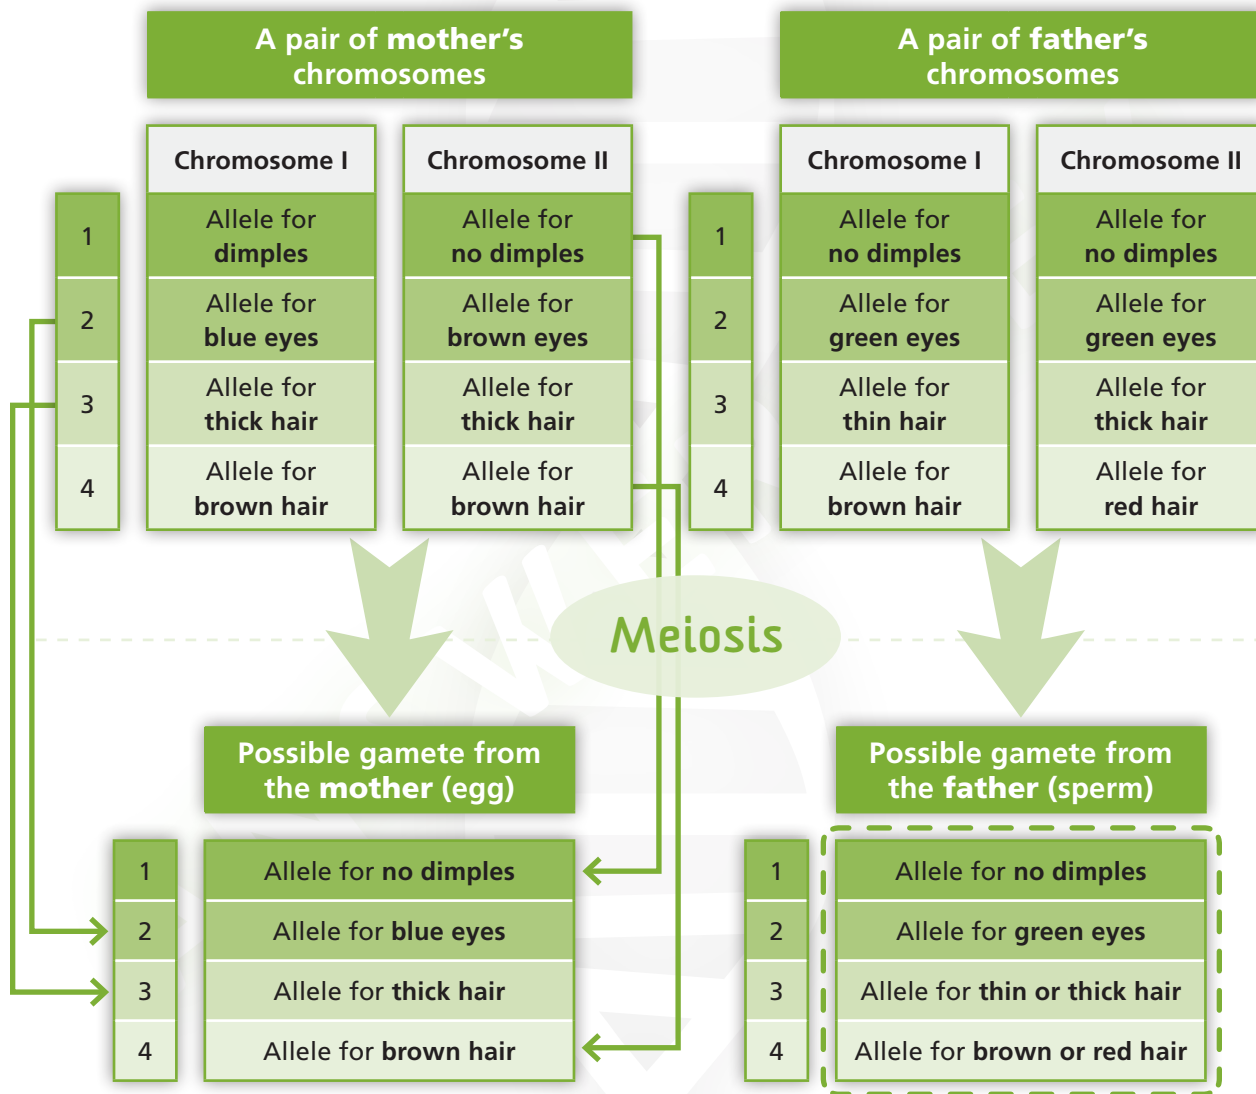 A pair of mother's
chromosomes
A pair of father's
chromosomes
Chromosome I
Chromosome II
1
Allele for
dimples
Allele for
no dimples
2
Allele for
blue eyes
Allele for
brown eyes
3
Allele for
thick hair
Allele for
thick hair
4
Allele for
brown hair
Allele for
brown hair
Chromosome I
Chromosome II
1
Allele for
no dimples
Allele for
no dimples
2
Allele for
green eyes
Allele for
green eyes
3
Allele for
thin hair
Allele for
thick hair
4
Allele for
brown hair
Allele for
red hair
Meiosis
Possible gamete from
the mother (egg)
1
Allele for no dimples
2
Allele for blue eyes
3
Allele for thick hair
4
Allele for brown hair
Possible gamete from
the father (sperm)
1
Allele for no dimples
2
Allele for green eyes
3
Allele for thin or thick hair
4
Allele for brown or red hair